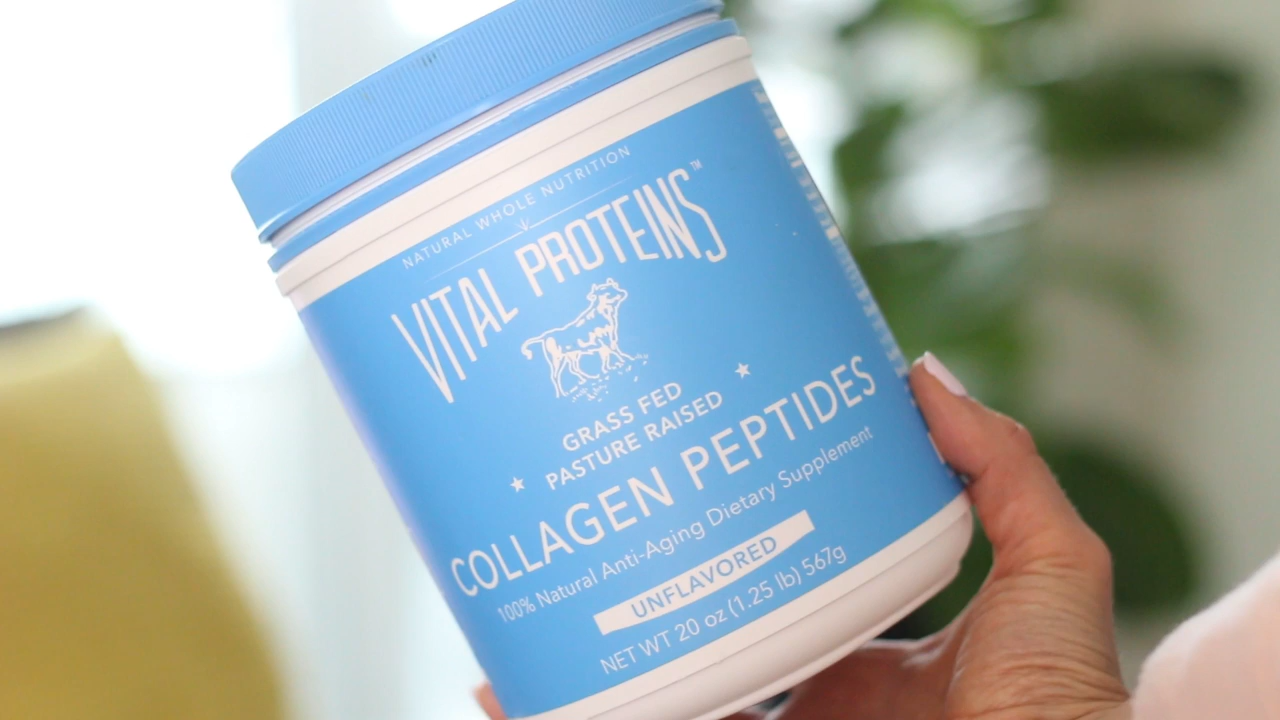 NATURAL WHOLE NUTRITION
VITAL PROTEINS™
GRASS FED
PASTURE RAISED
COLLAGEN PEPTIDES
100% Natural Anti-Aging Dietary Supplement
UNFLAVORED
NET WT 20 oz (1.25 lb) 567g